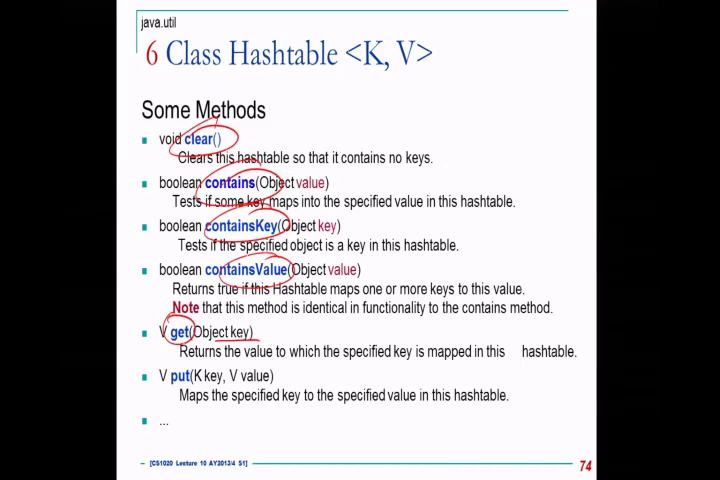 java.util
6 Class Hashtable <K, V>
Some Methods
void clear()
Clears this hashtable so that it contains no keys.
boolean contains(Object value)
Tests if some key maps into the specified value in this hashtable.
boolean containsKey(Object key)
Tests if the specified object is a key in this hashtable.
boolean containsValue(Object value)
Returns true if this Hashtable maps one or more keys to this value.
Note that this method is identical in functionality to the contains method.
V get(Object key)
Returns the value to which the specified key is mapped in this hashtable.
V put(K key, V value)
Maps the specified key to the specified value in this hashtable.
...
[CS1020 Lecture 10 AY2013/4 S1]
74